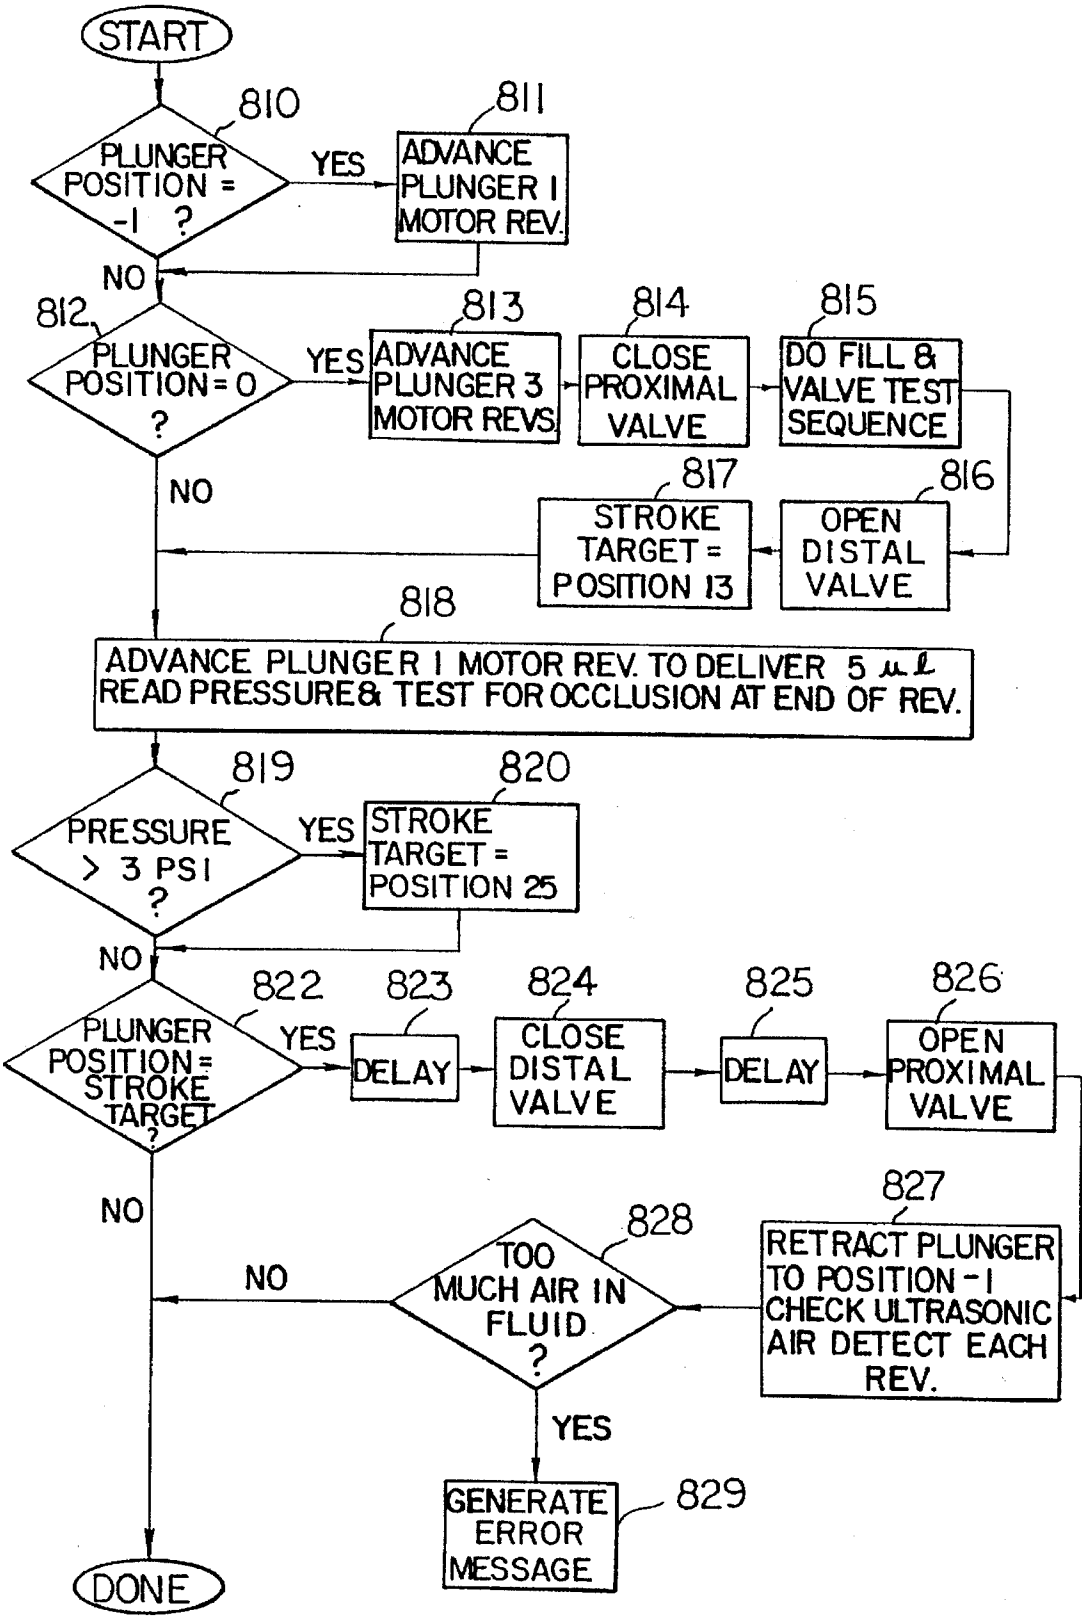 START
810
PLUNGER
POSITION =
-1 ?
YES
811
ADVANCE
PLUNGER 1
MOTOR REV.
NO
812
PLUNGER
POSITION = 0
?
YES
813
ADVANCE
PLUNGER 3
MOTOR REVS.
814
CLOSE
PROXIMAL
VALVE
815
DO FILL &
VALVE TEST
SEQUENCE
816
OPEN
DISTAL
VALVE
817
STROKE
TARGET =
POSITION 13
NO
818
ADVANCE PLUNGER 1 MOTOR REV. TO DELIVER 5 µl
READ PRESSURE & TEST FOR OCCLUSION AT END OF REV.
819
PRESSURE
> 3 PSI
?
YES
820
STROKE
TARGET =
POSITION 25
NO
822
PLUNGER
POSITION =
STROKE
TARGET
?
YES
823
DELAY
824
CLOSE
DISTAL
VALVE
825
DELAY
826
OPEN
PROXIMAL
VALVE
827
RETRACT PLUNGER
TO POSITION -1
CHECK ULTRASONIC
AIR DETECT EACH
REV.
828
TOO
MUCH AIR IN
FLUID
?
NO
NO
YES
829
GENERATE
ERROR
MESSAGE
DONE